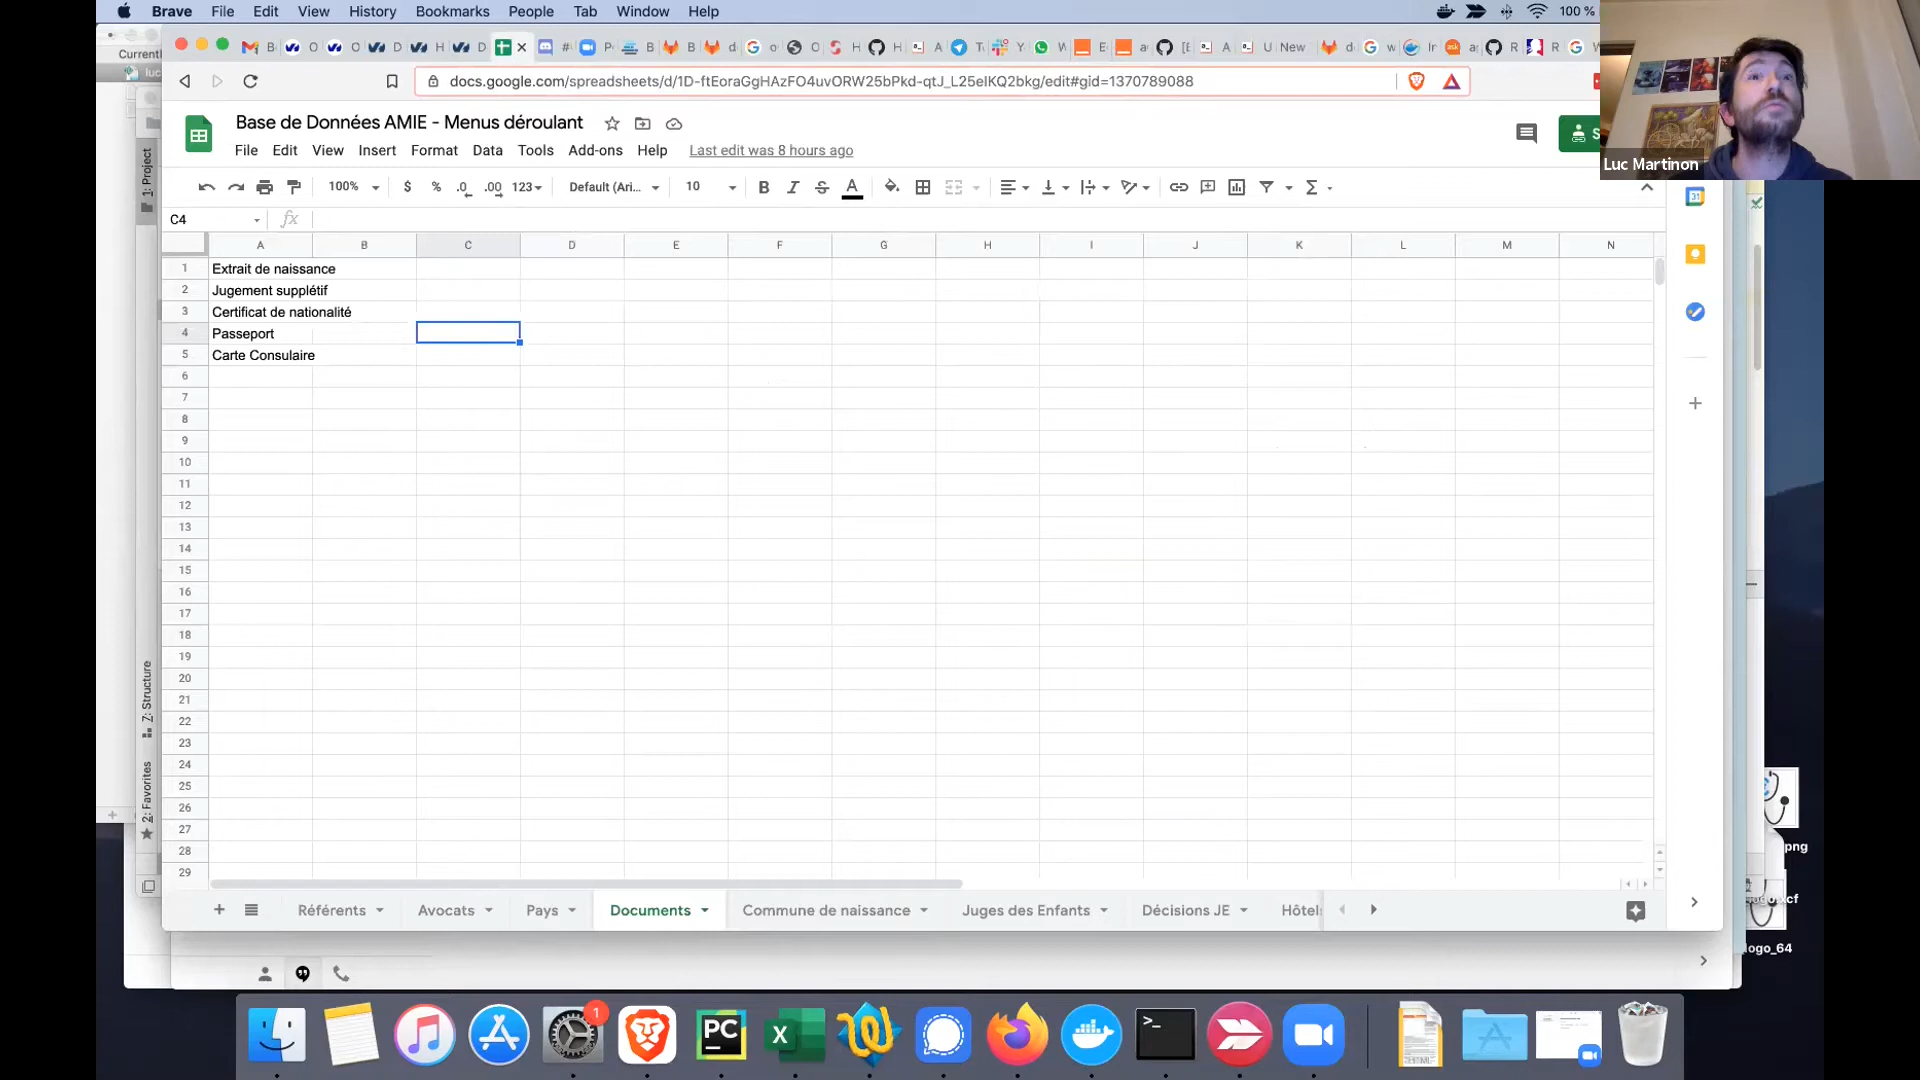 Brave File Edit View History Bookmarks People Tab Window Help 100 %
docs.google.com/spreadsheets/d/1D-ftEoraGgHAzFO4uvORW25bPkd-qtJ_L25elKQ2bkg/edit#gid=1370789088
Base de Données AMIE - Menus déroulant
File Edit View Insert Format Data Tools Add-ons Help Last edit was 8 hours ago
Luc Martinon
100% $ % .0 .00 123 Default (Ari... 10 B I S A
C4 fx
A B C D E F G H I J K L M N
1 Extrait de naissance
2 Jugement supplétif
3 Certificat de nationalité
4 Passeport
5 Carte Consulaire
6
7
8
9
10
11
12
13
14
15
16
17
18
19
20
21
22
23
24
25
26
27
28
29
1: Project
7: Structure
2: Favorites
Référents Avocats Pays Documents Commune de naissance Juges des Enfants Décisions JE Hôtel
png
logo_64
1
PC